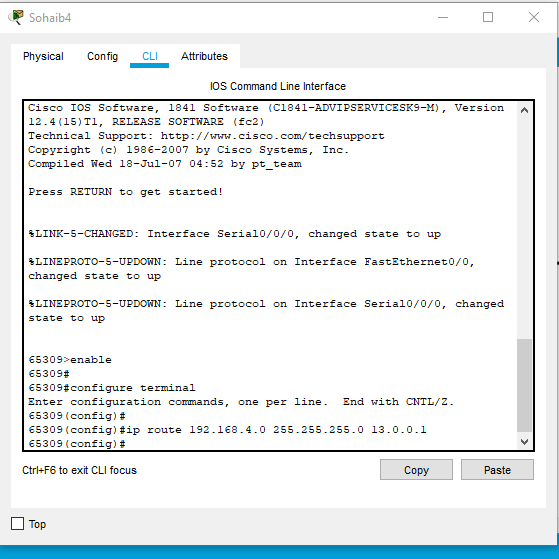 Sohaib4
Physical Config CLI Attributes
IOS Command Line Interface
Cisco IOS Software, 1841 Software (C1841-ADVIPSERVICESK9-M), Version
12.4(15)T1, RELEASE SOFTWARE (fc2)
Technical Support: http://www.cisco.com/techsupport
Copyright (c) 1986-2007 by Cisco Systems, Inc.
Compiled Wed 18-Jul-07 04:52 by pt_team
Press RETURN to get started!
%LINK-5-CHANGED: Interface Serial0/0/0, changed state to up
%LINEPROTO-5-UPDOWN: Line protocol on Interface FastEthernet0/0,
changed state to up
%LINEPROTO-5-UPDOWN: Line protocol on Interface Serial0/0/0, changed
state to up
65309>enable
65309#
65309#configure terminal
Enter configuration commands, one per line.  End with CNTL/Z.
65309(config)#
65309(config)#ip route 192.168.4.0 255.255.255.0 13.0.0.1
65309(config)#
Ctrl+F6 to exit CLI focus
Copy Paste
Top